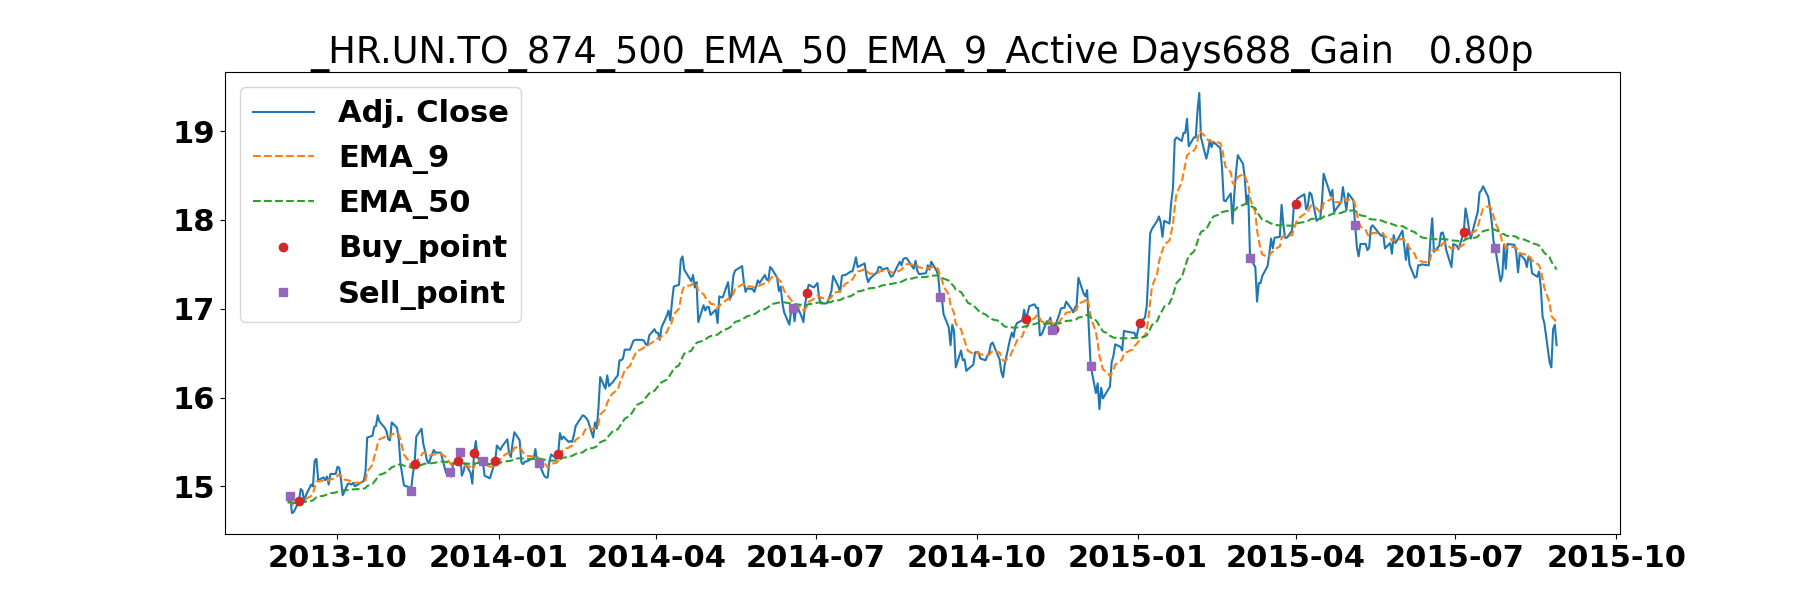 _HR.UN.TO_874_500_EMA_50_EMA_9_Active Days688_Gain   0.80p
Adj. Close
EMA_9
EMA_50
Buy_point
Sell_point
19
18
17
16
15
2013-10 2014-01 2014-04 2014-07 2014-10 2015-01 2015-04 2015-07 2015-10